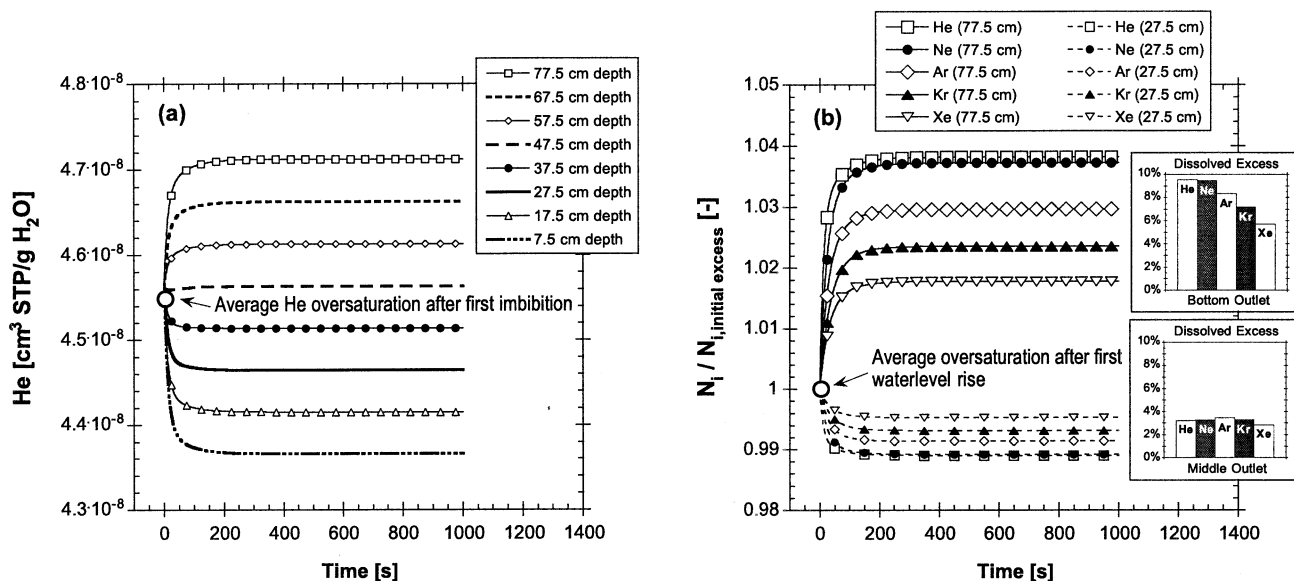 (a)
4.8·10⁻⁸
4.7·10⁻⁸
4.6·10⁻⁸
4.5·10⁻⁸
4.4·10⁻⁸
4.3·10⁻⁸
He [cm³ STP/g H₂O]
77.5 cm depth
67.5 cm depth
57.5 cm depth
47.5 cm depth
37.5 cm depth
27.5 cm depth
17.5 cm depth
7.5 cm depth
Average He oversaturation after first imbibition
0 200 400 600 800 1000
Time [s]
He (77.5 cm) He (27.5 cm)
Ne (77.5 cm) Ne (27.5 cm)
Ar (77.5 cm) Ar (27.5 cm)
Kr (77.5 cm) Kr (27.5 cm)
Xe (77.5 cm) Xe (27.5 cm)
(b)
1.05
1.04
1.03
1.02
1.01
1
0.99
0.98
Nᵢ / Nᵢ,initial excess [-]
Average oversaturation after first
waterlevel rise
Dissolved Excess
10%
8%
6%
4%
2%
0%
He Ne Ar Kr Xe
Bottom Outlet
Dissolved Excess
10%
8%
6%
4%
2%
0%
He Ne Ar Kr Xe
Middle Outlet
0 200 400 600 800 1000 1200 1400
Time [s]